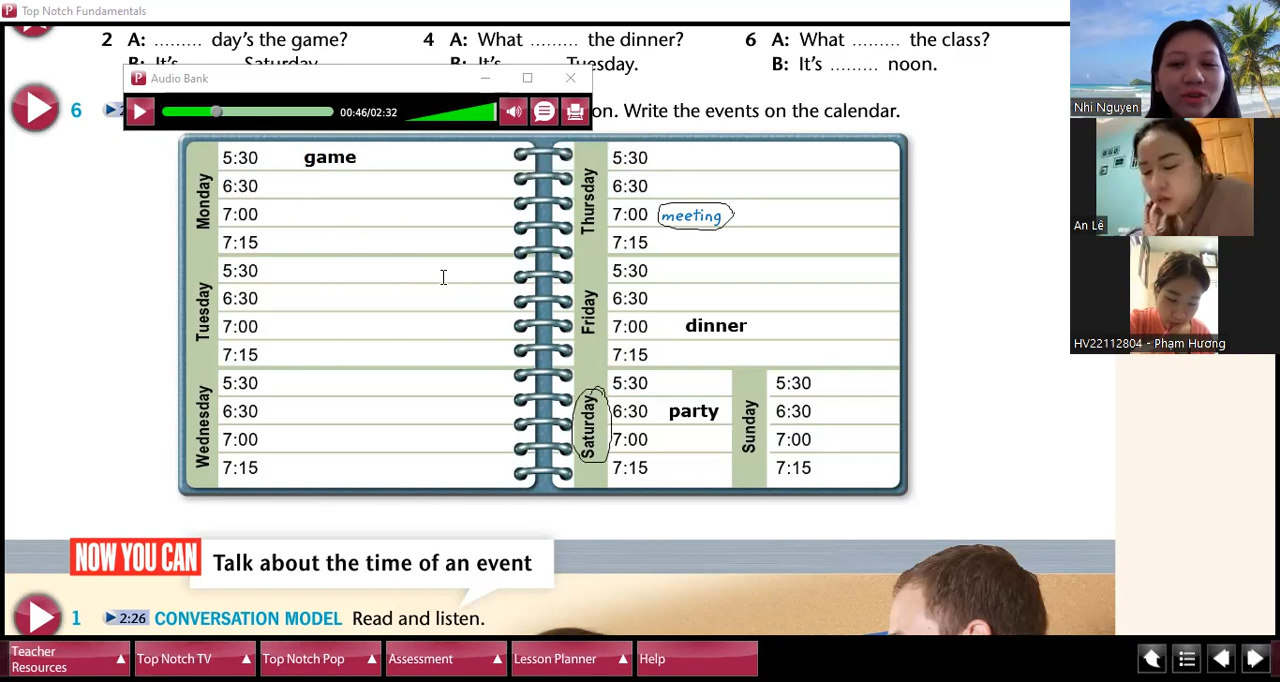 Top Notch Fundamentals
2 A: ......... day's the game? 4 A: What ......... the dinner? 6 A: What ......... the class?
B: It's Saturday. B: It's Tuesday. B: It's ......... noon.
Audio Bank
00:46/02:32
6 on. Write the events on the calendar.
Monday
5:30 game
6:30
7:00
7:15
Tuesday
5:30
6:30
7:00
7:15
Wednesday
5:30
6:30
7:00
7:15
Thursday
5:30
6:30
7:00 meeting
7:15
Friday
5:30
6:30
7:00 dinner
7:15
Saturday
5:30
6:30 party
7:00
7:15
Sunday
5:30
6:30
7:00
7:15
NOW YOU CAN Talk about the time of an event
1 2:26 CONVERSATION MODEL Read and listen.
Teacher Resources
Top Notch TV
Top Notch Pop
Assessment
Lesson Planner
Help
Nhi Nguyen
An Lê
HV22112804 - Phạm Hương